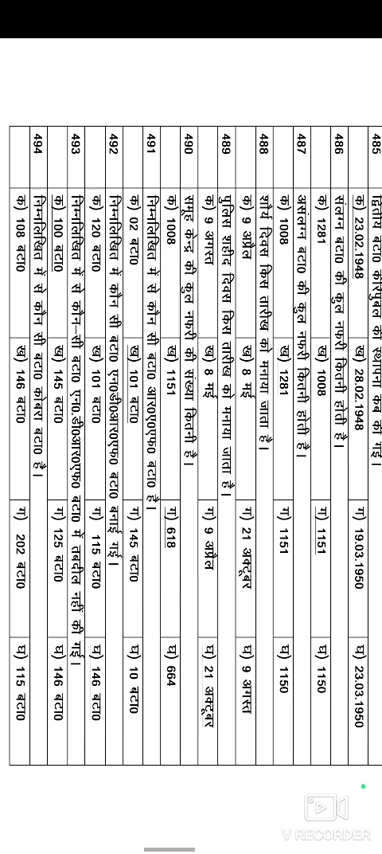 485 द्वितीय बटा0 केरिपुबल की स्थापना कब की गई।
क) 23.02.1948 ख) 28.02.1948 ग) 19.03.1950 घ) 23.03.1950
486 संलग्न बटा0 की कुल नफरी कितनी होती है।
क) 1281 ख) 1008 ग) 1151 घ) 1150
487 असंलग्न बटा0 की कुल नफरी कितनी होती है।
क) 1008 ख) 1281 ग) 1151 घ) 1150
488 शौर्य दिवस किस तारीख को मनाया जाता है।
क) 9 अप्रैल ख) 8 मई ग) 21 अक्टूबर घ) 9 अगस्त
489 पुलिस शहीद दिवस किस तारीख को मनाया जाता है।
क) 9 अगस्त ख) 8 मई ग) 9 अप्रैल घ) 21 अक्टूबर
490 समूह केन्द्र की कुल नफरी की संख्या कितनी है।
क) 1008 ख) 1151 ग) 618 घ) 664
491 निम्नलिखित में से कौन सी बटा0 आर0ए0एफ0 बटा0 है।
क) 02 बटा0 ख) 101 बटा0 ग) 145 बटा0 घ) 10 बटा0
492 निम्नलिखित में कौन सी बटा0 एन0डी0आर0एफ0 बटा0 बनाई गई।
क) 120 बटा0 ख) 101 बटा0 ग) 115 बटा0 घ) 146 बटा0
493 निम्नलिखित में से कौन–सी बटा0 एन0.डी0आर0एफ0 बटा0 में तबदील नहीं की गई।
क) 100 बटा0 ख) 145 बटा0 ग) 125 बटा0 घ) 146 बटा0
494 निम्नलिखित में से कौन सी बटा0 कोबरा बटा0 है।
क) 108 बटा0 ख) 146 बटा0 ग) 202 बटा0 घ) 115 बटा0
V RECORDER